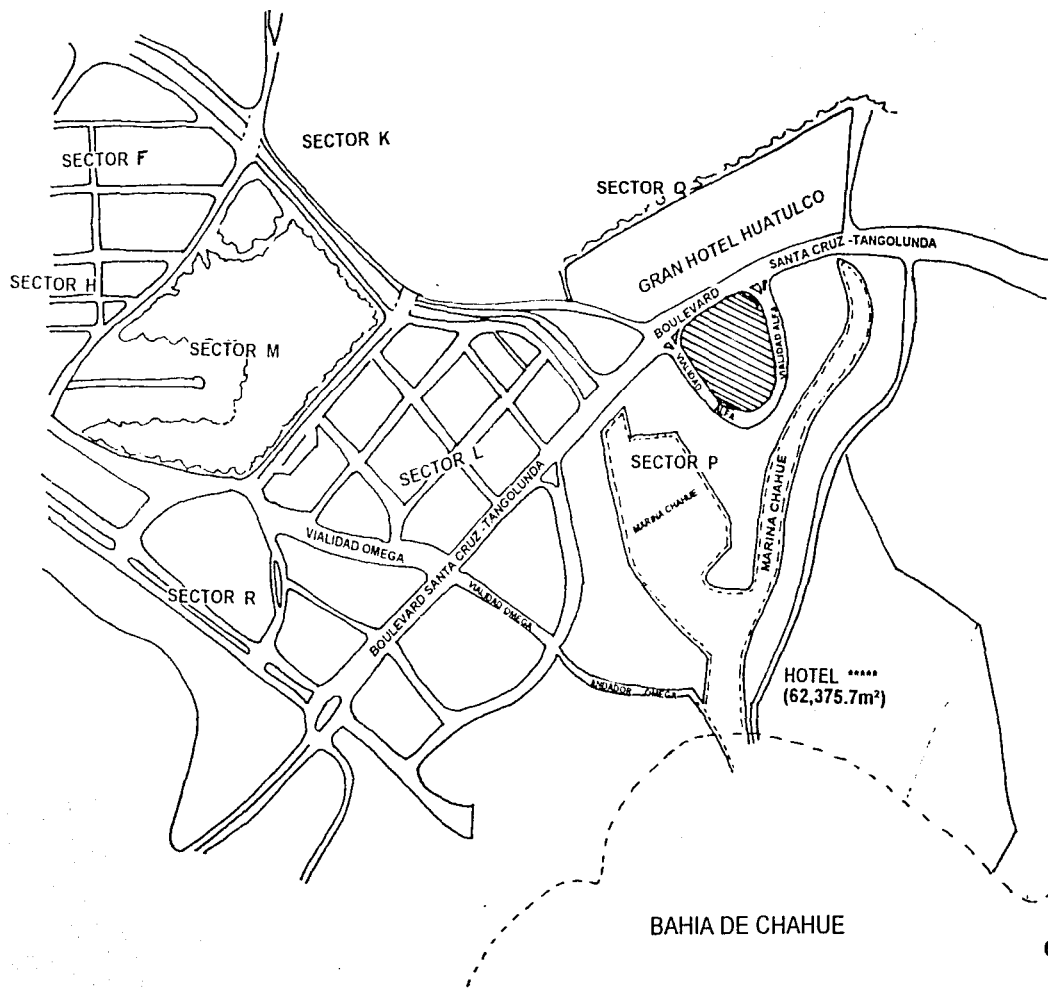 SECTOR K
SECTOR F
SECTOR Q
GRAN HOTEL HUATULCO
SANTA CRUZ -TANGOLUNDA
BOULEVARD
SECTOR H
SECTOR M
VIALIDAD ALFA
VIALIDAD
ALFA
SECTOR L
SECTOR P
MARINA CHAHUE
MARINA CHAHUE
BOULEVARD SANTA CRUZ -TANGOLUNDA
VIALIDAD OMEGA
VIALIDAD OMEGA
SECTOR R
ANDADOR OMEGA
HOTEL *****
(62,375.7m²)
BAHIA DE CHAHUE